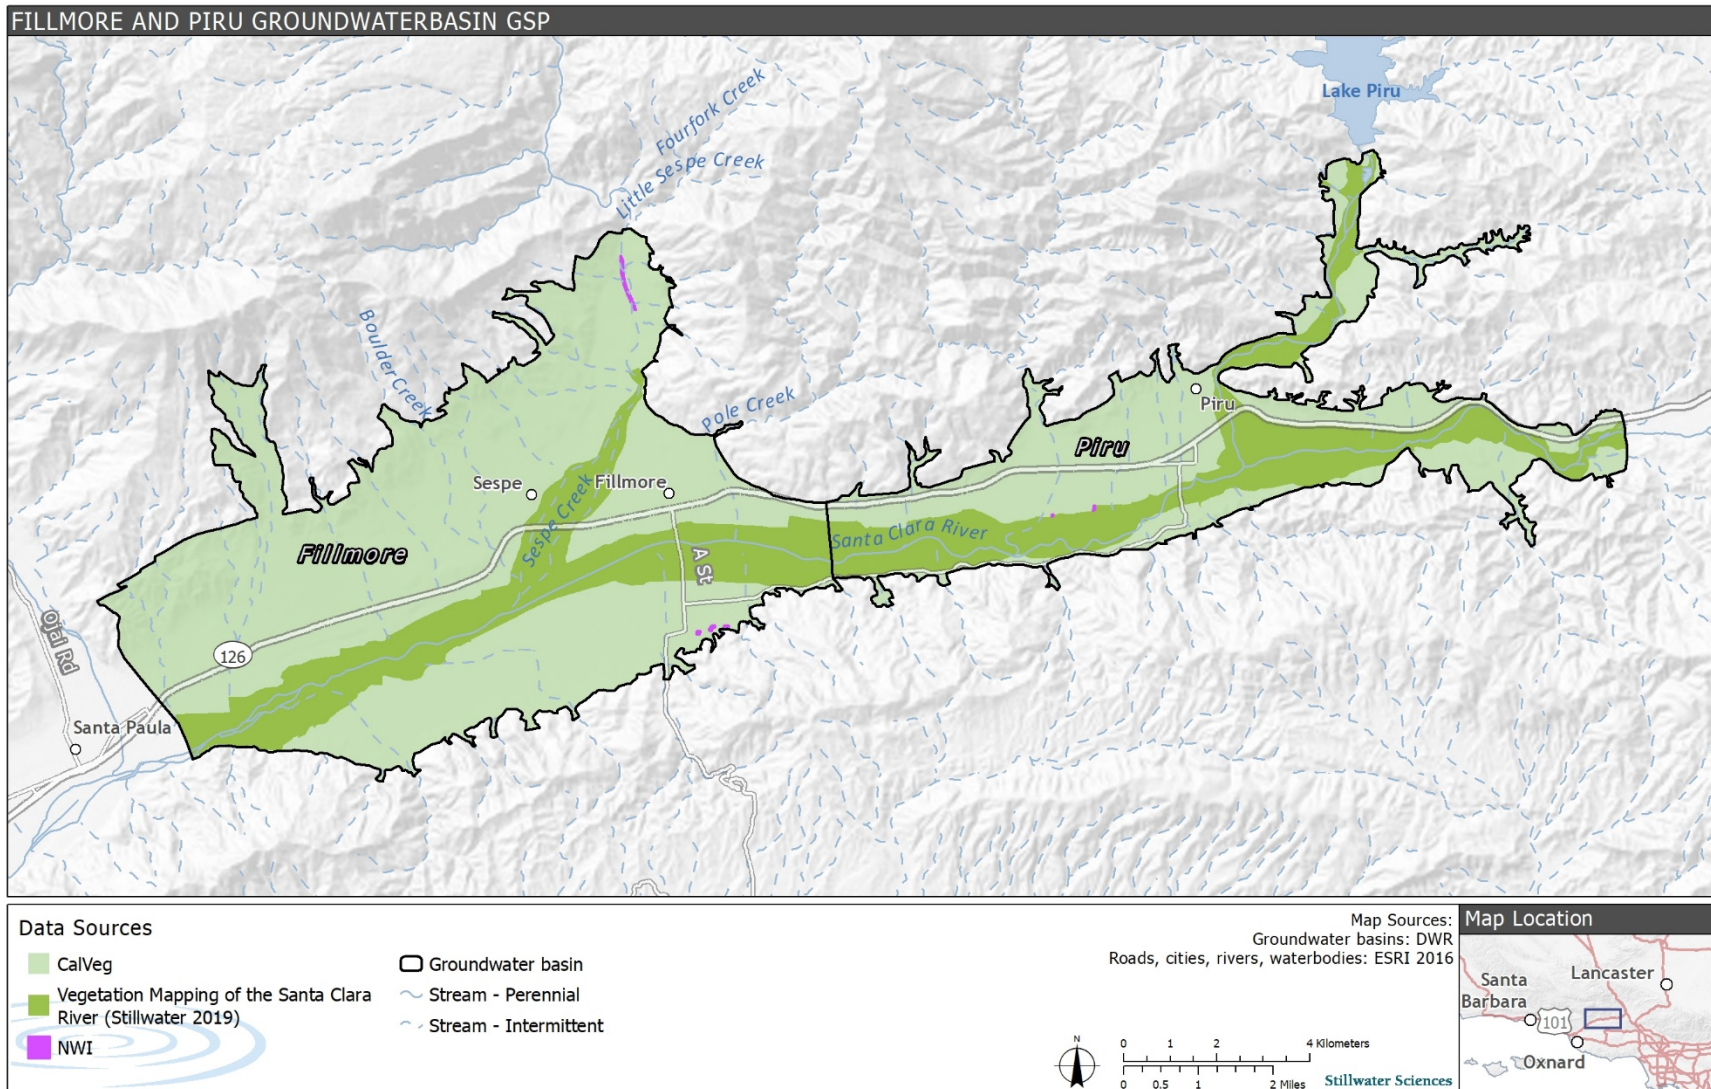 FILLMORE AND PIRU GROUNDWATERBASIN GSP
Lake Piru
Fourfork Creek
Little Sespe Creek
Boulder Creek
Pole Creek
Piru
Piru
Sespe
Fillmore
Sespe Creek
Santa Clara River
Fillmore
A St
Ojai Rd
126
Santa Paula
Data Sources
CalVeg
Vegetation Mapping of the Santa Clara
River (Stillwater 2019)
NWI
Groundwater basin
Stream - Perennial
Stream - Intermittent
Map Sources:
Groundwater basins: DWR
Roads, cities, rivers, waterbodies: ESRI 2016
N
0 1 2 4 Kilometers
0 0.5 1 2 Miles
Stillwater Sciences
Map Location
Santa
Barbara
Lancaster
101
Oxnard